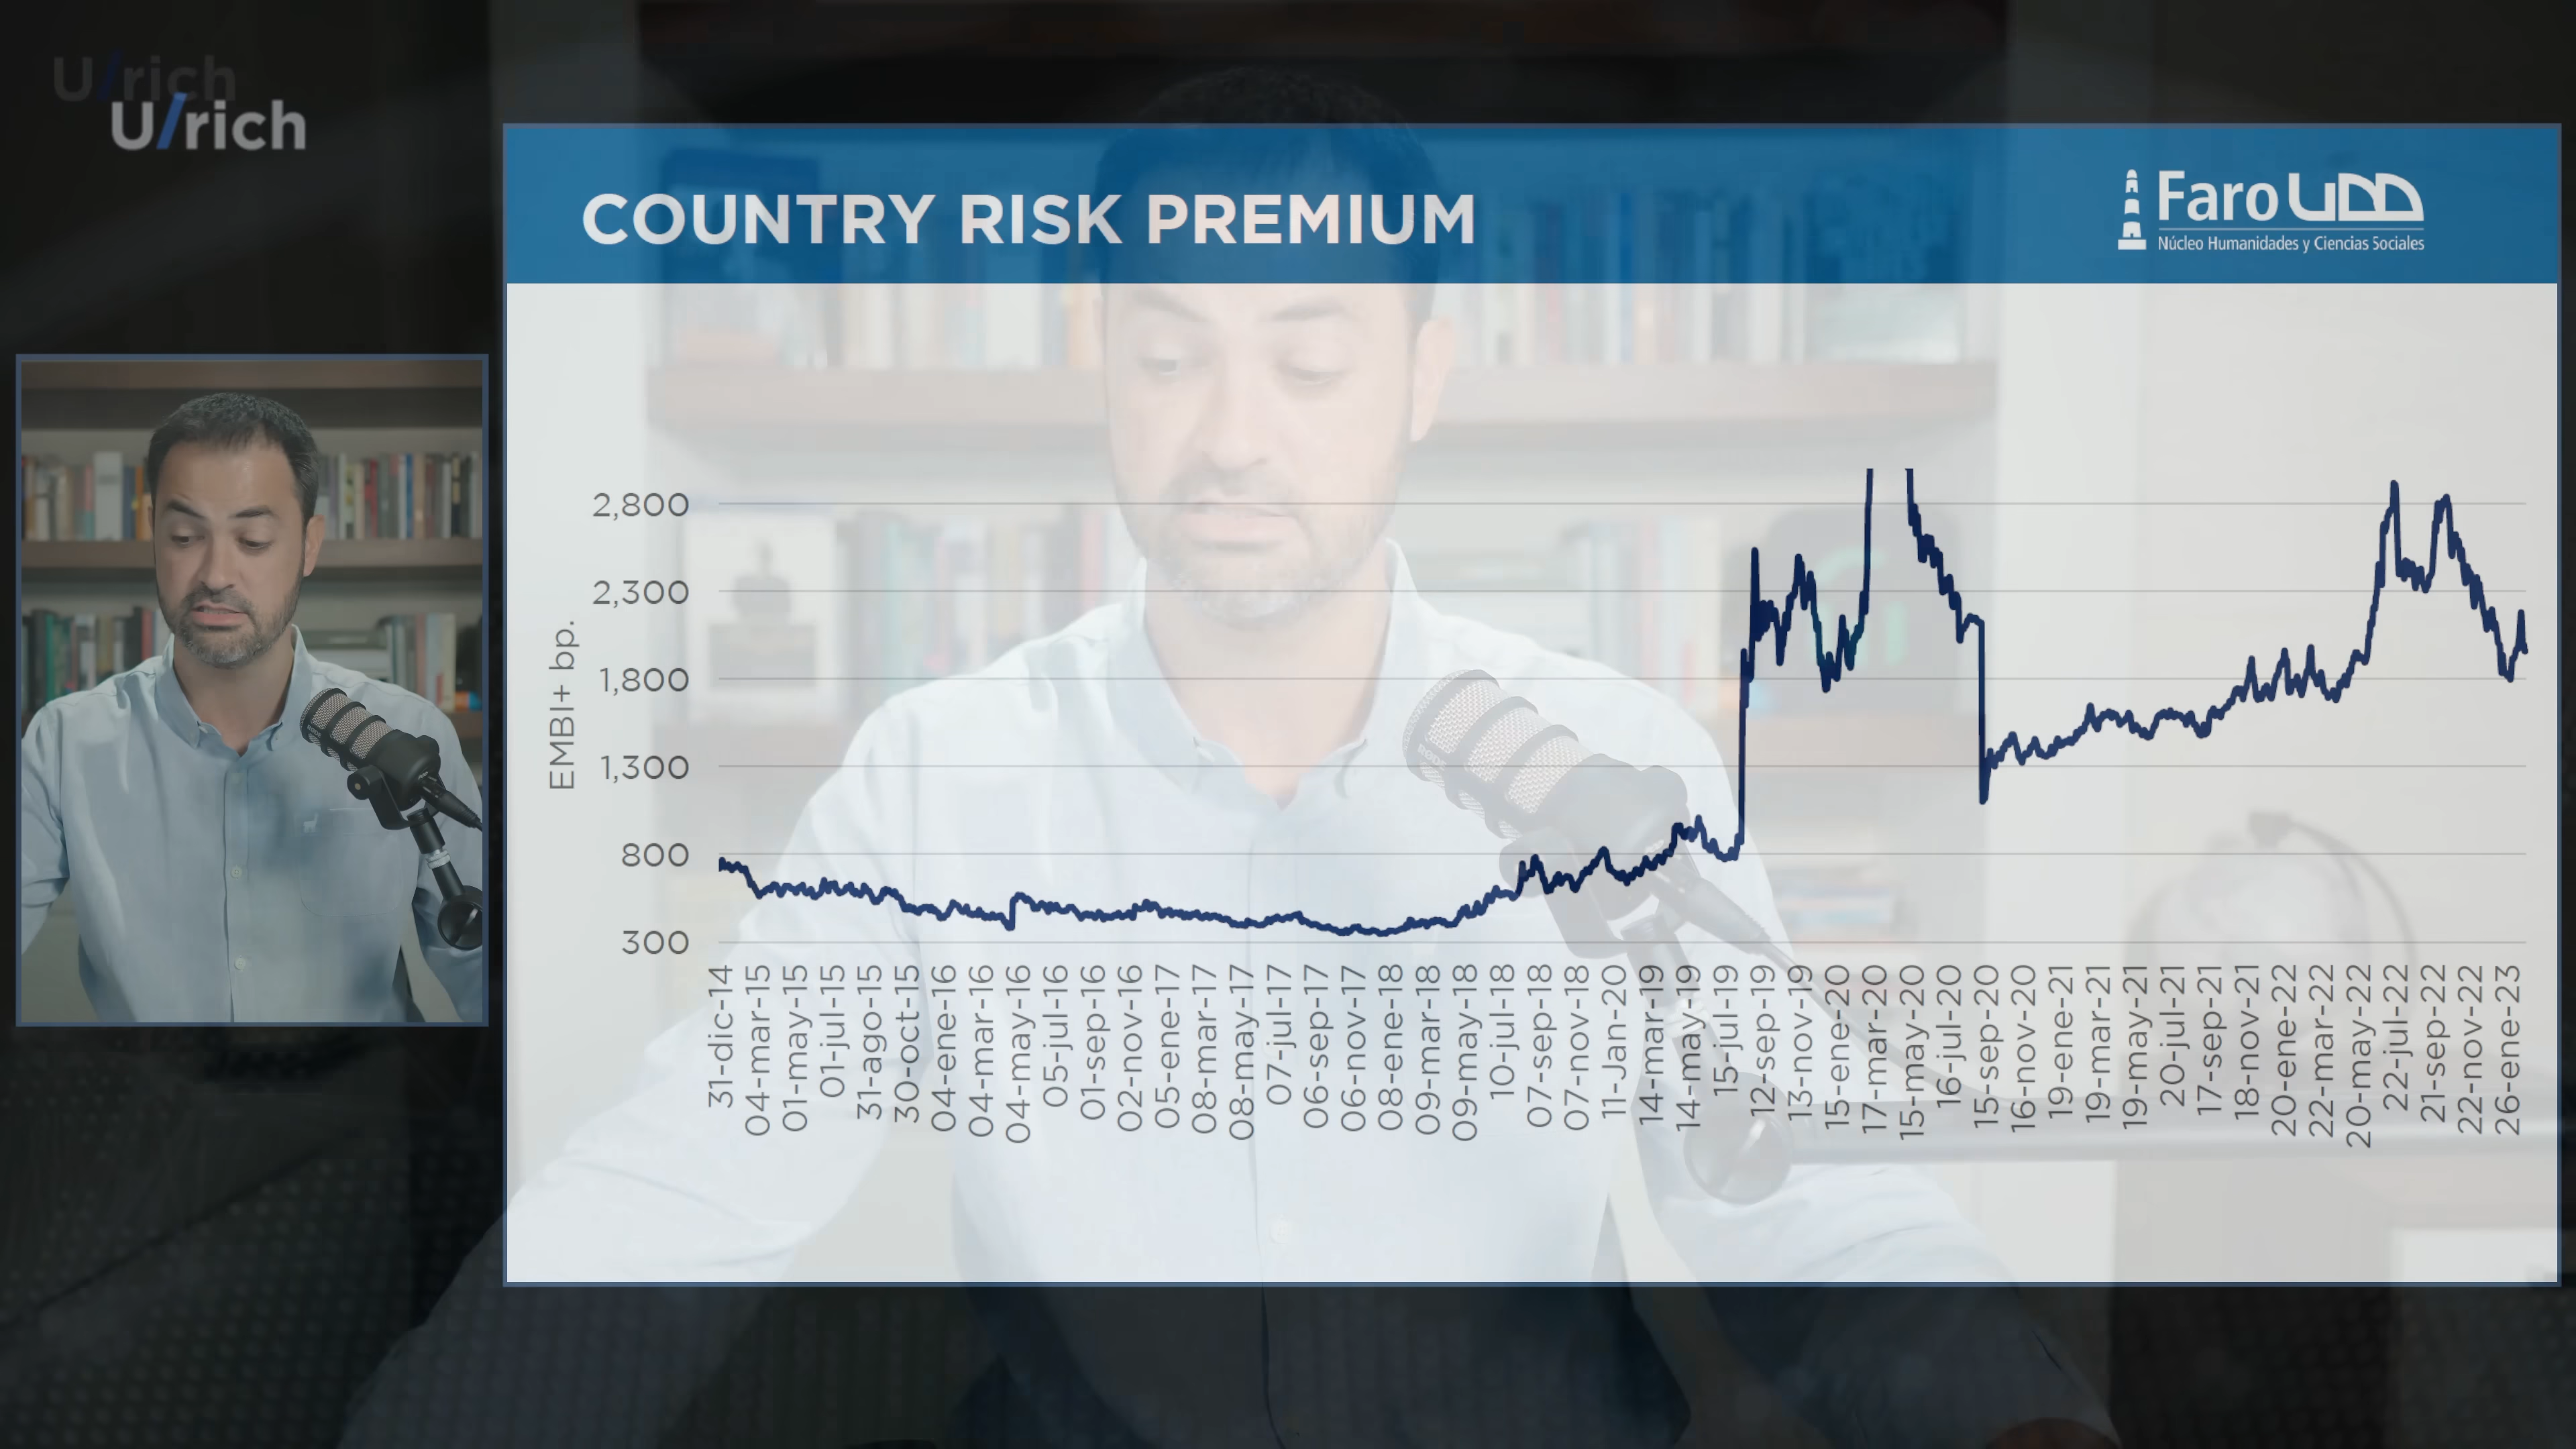 U/rich
U/rich
COUNTRY RISK PREMIUM
Faro UDD
Núcleo Humanidades y Ciencias Sociales
EMBI+ bp.
2,800
2,300
1,800
1,300
800
300
31-dic-14
04-mar-15
01-may-15
01-jul-15
31-ago-15
30-oct-15
04-ene-16
04-mar-16
04-may-16
05-jul-16
01-sep-16
02-nov-16
05-ene-17
08-mar-17
08-may-17
07-jul-17
06-sep-17
06-nov-17
08-ene-18
09-mar-18
09-may-18
10-jul-18
07-sep-18
07-nov-18
11-Jan-20
14-mar-19
14-may-19
15-jul-19
12-sep-19
13-nov-19
15-ene-20
17-mar-20
15-may-20
16-jul-20
15-sep-20
16-nov-20
19-ene-21
19-mar-21
19-may-21
20-jul-21
17-sep-21
18-nov-21
20-ene-22
22-mar-22
20-may-22
22-jul-22
21-sep-22
22-nov-22
26-ene-23